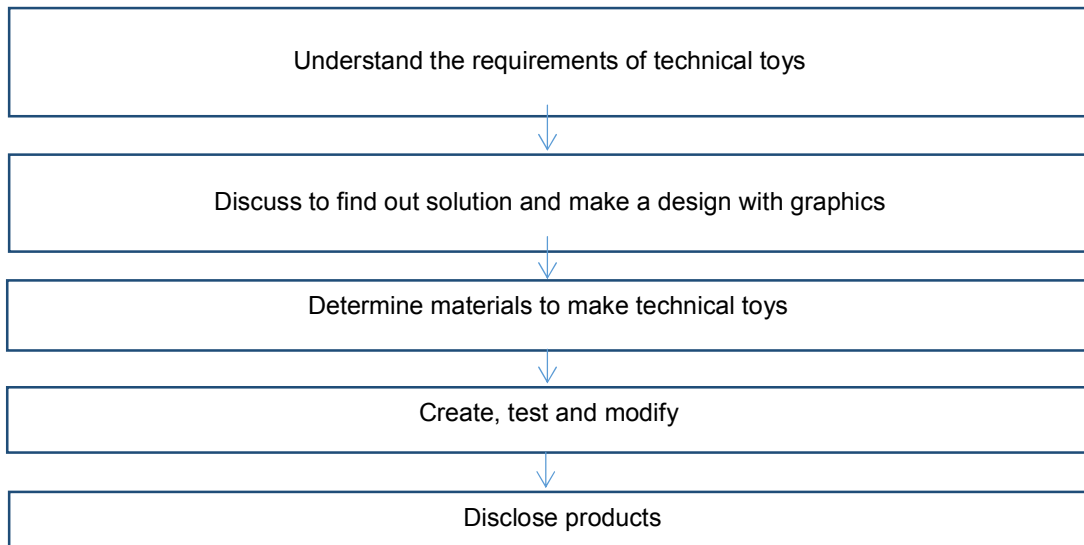 Understand the requirements of technical toys
Discuss to find out solution and make a design with graphics
Determine materials to make technical toys
Create, test and modify
Disclose products